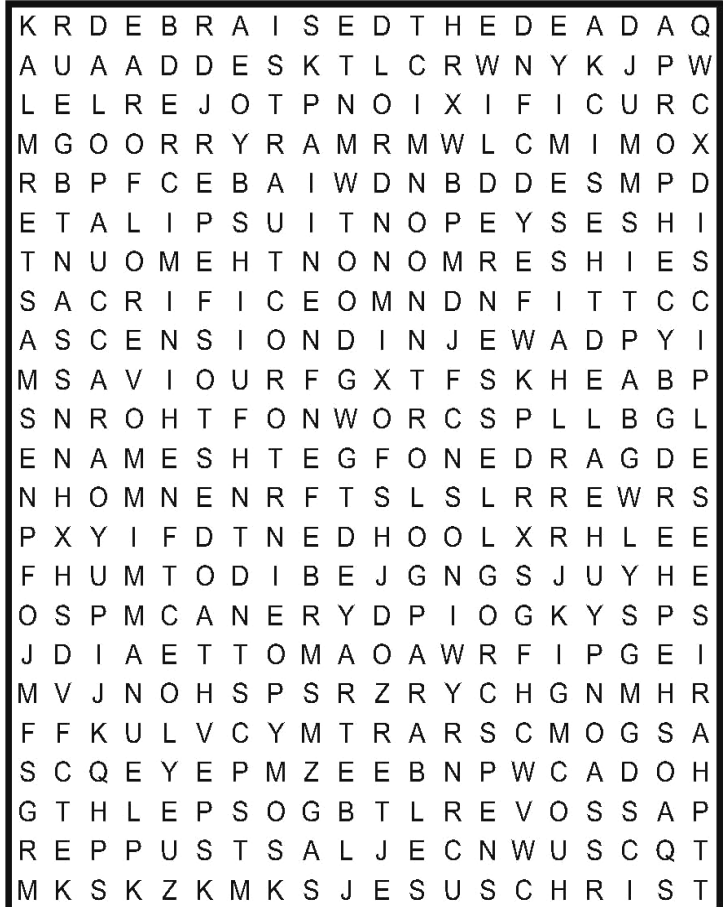 K R D E B R A I S E D T H E D E A D A Q
A U A A D D E S K T L C R W N Y K J P W
L E L R E J O T P N O I X I F I C U R C
M G O O R R Y R A M R M W L C M I M O X
R B P F C E B A I W D N B D D E S M P D
E T A L I P S U I T N O P E Y S E S H I
T N U O M E H T N O N O M R E S H I E S
S A C R I F I C E O M N D N F I T T C C
A S C E N S I O N D I N J E W A D P Y I
M S A V I O U R F G X T F S K H E A B P
S N R O H T F O N W O R C S P L L B G L
E N A M E S H T E G F O N E D R A G D E
N H O M N E N R F T S L S L R R E W R S
P X Y I F D T N E D H O O L X R H L E E
F H U M T O D I B E J G N G S J U Y H E
O S P M C A N E R Y D P I O G K Y S P S
J D I A E T T O M A O A W R F I P G E I
M V J N O H S P S R Z R Y C H G N M H R
F F K U L V C Y M T R A R S C M O G S A
S C Q E Y E P M Z E E B N P W C A D O H
G T H L E P S O G B T L R E V O S S A P
R E P P U S T S A L J E C N W U S C Q T
M K S K Z K M K S J E S U S C H R I S T